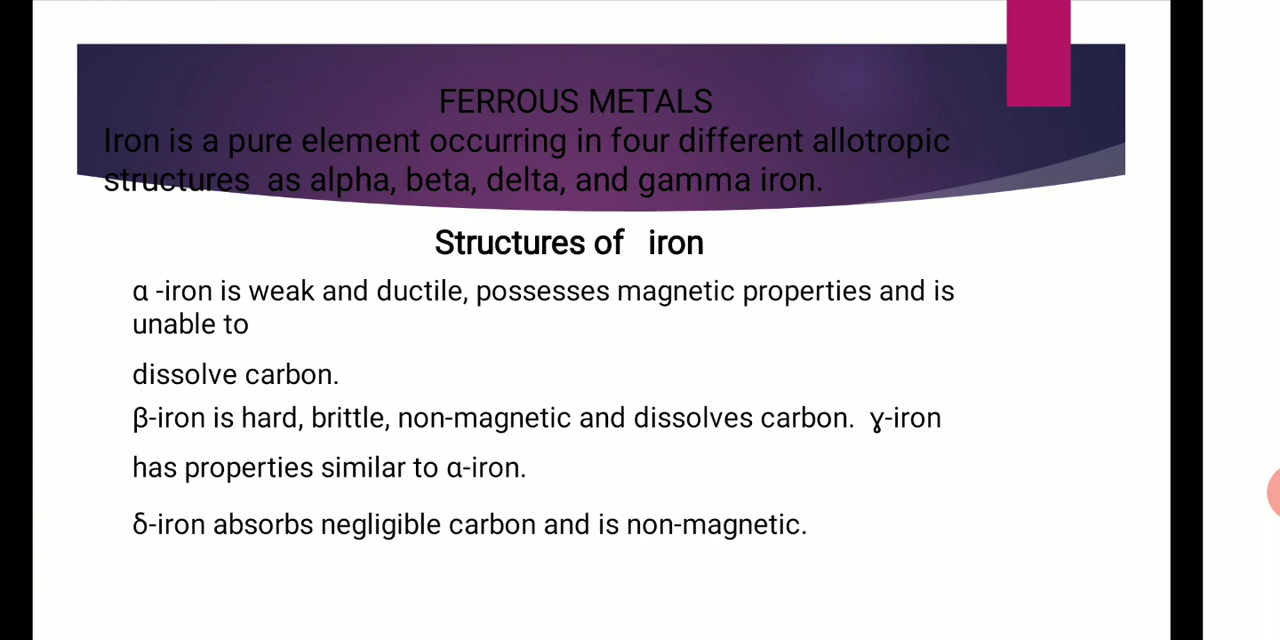 FERROUS METALS
Iron is a pure element occurring in four different allotropic
structures  as alpha, beta, delta, and gamma iron.
Structures of   iron
α -iron is weak and ductile, possesses magnetic properties and is
unable to
dissolve carbon.
β-iron is hard, brittle, non-magnetic and dissolves carbon.  ɣ-iron
has properties similar to α-iron.
δ-iron absorbs negligible carbon and is non-magnetic.